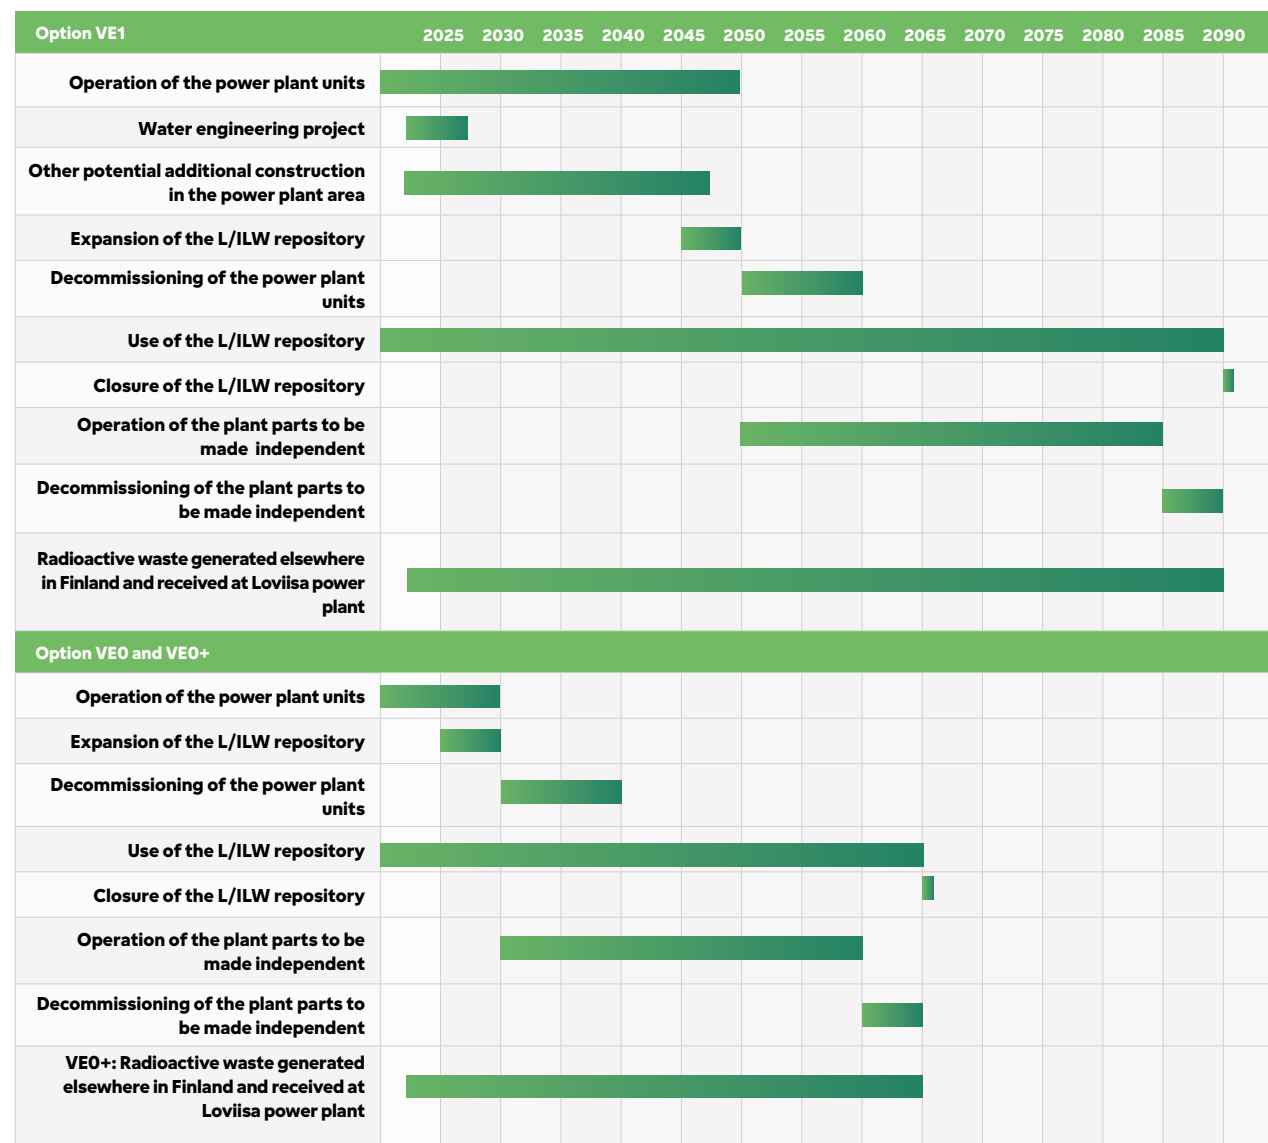 Option VE1 2025 2030 2035 2040 2045 2050 2055 2060 2065 2070 2075 2080 2085 2090
Operation of the power plant units
Water engineering project
Other potential additional construction
in the power plant area
Expansion of the L/ILW repository
Decommissioning of the power plant
units
Use of the L/ILW repository
Closure of the L/ILW repository
Operation of the plant parts to be
made independent
Decommissioning of the plant parts to
be made independent
Radioactive waste generated elsewhere
in Finland and received at Loviisa power
plant
Option VE0 and VE0+
Operation of the power plant units
Expansion of the L/ILW repository
Decommissioning of the power plant
units
Use of the L/ILW repository
Closure of the L/ILW repository
Operation of the plant parts to be
made independent
Decommissioning of the plant parts to
be made independent
VE0+: Radioactive waste generated
elsewhere in Finland and received at
Loviisa power plant